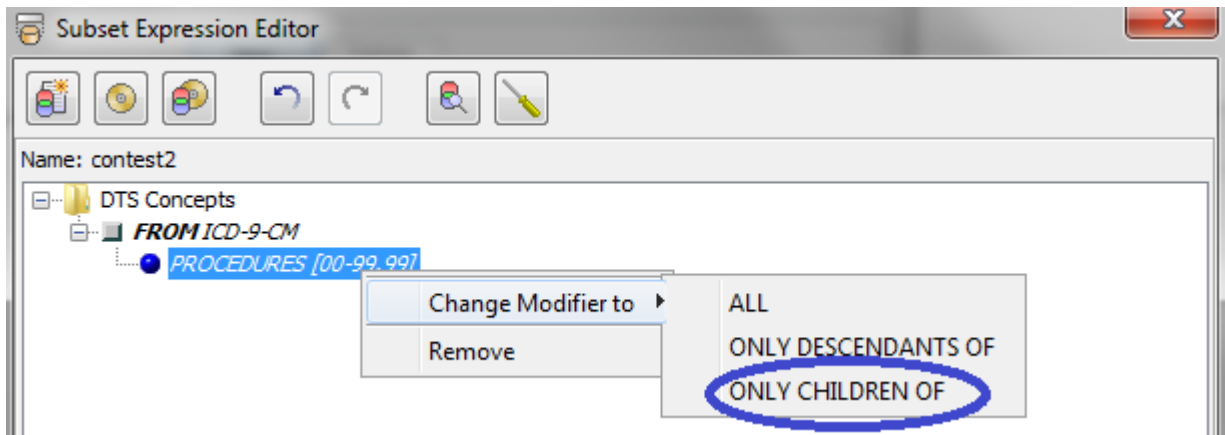 Subset Expression Editor
Name: contest2
DTS Concepts
FROM ICD-9-CM
PROCEDURES [00-99.99]
Change Modifier to
Remove
ALL
ONLY DESCENDANTS OF
ONLY CHILDREN OF